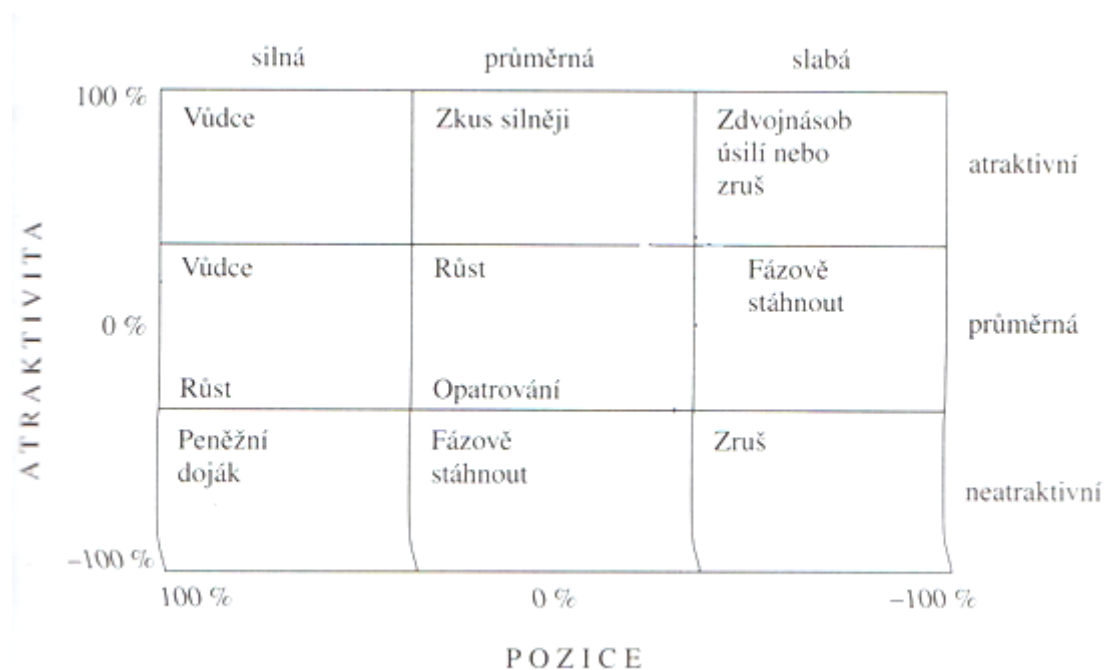 silná průměrná slabá
100 %
Vůdce Zkus silněji Zdvojnásob
úsilí nebo
zruš
atraktivní
Vůdce Růst Fázově
stáhnout
0 %
průměrná
Růst Opatrování
Peněžní Fázově Zruš
doják stáhnout
neatraktivní
–100 %
100 % 0 % –100 %
ATRAKTIVITA
POZICE